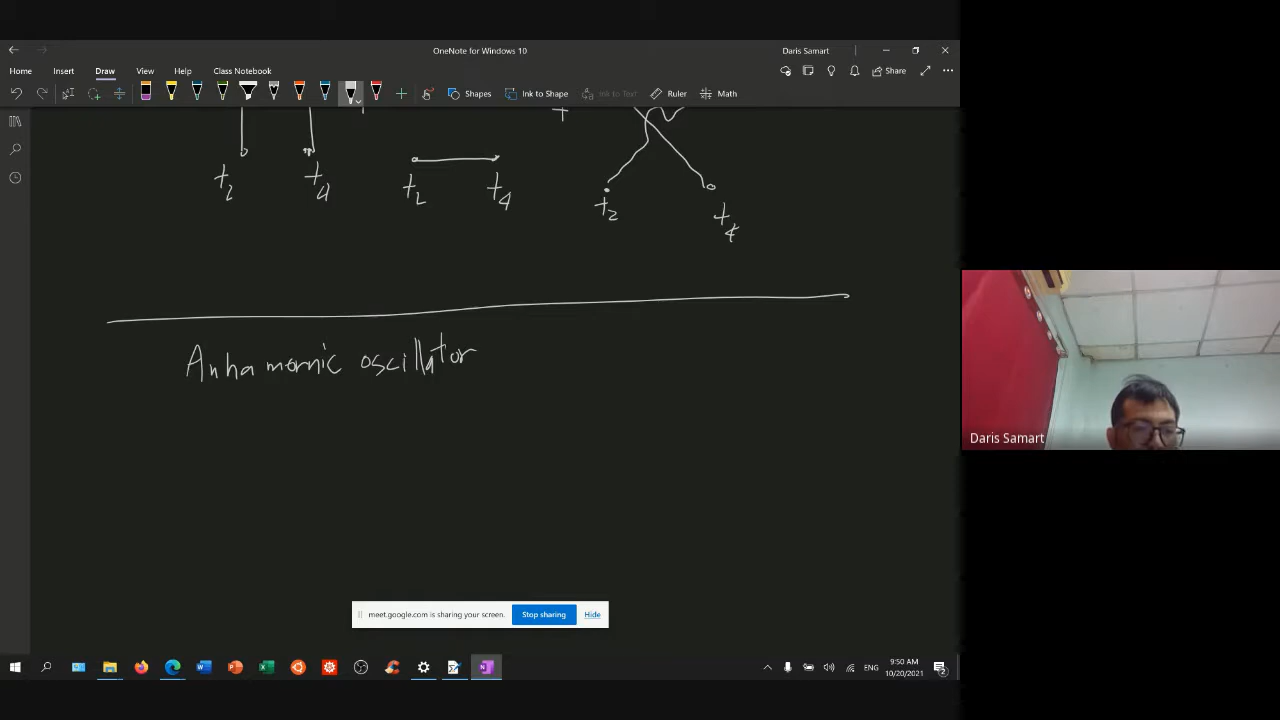 OneNote for Windows 10
Daris Samart
Home Insert Draw View Help Class Notebook
Share
Shapes Ink to Shape Ink to Text Ruler Math
+
t2 t4 t2 t4 t2 t4
Anhamornic oscillator
Daris Samart
meet.google.com is sharing your screen. Stop sharing Hide
ENG
9:50 AM
10/20/2021
2